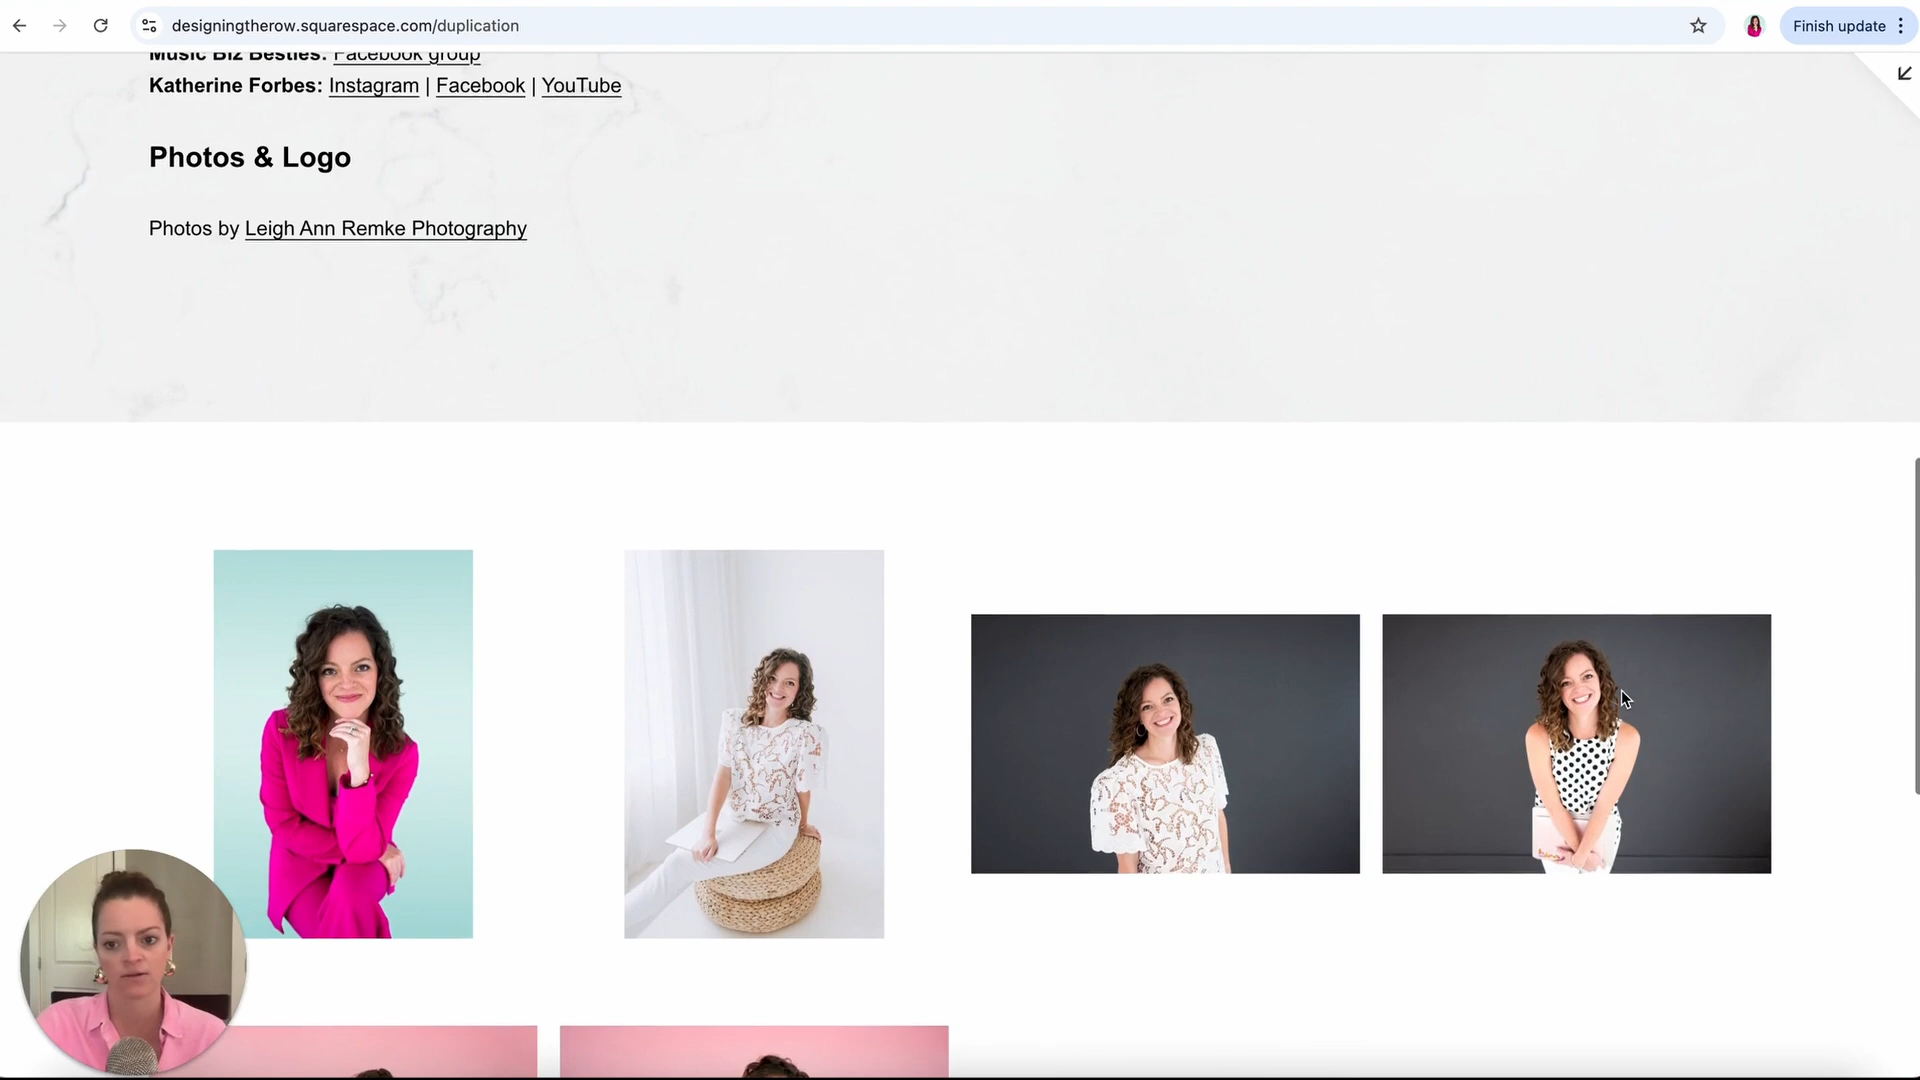 designingtherow.squarespace.com/duplication
Finish update
Music Biz Besties: Facebook group
Katherine Forbes: Instagram | Facebook | YouTube
Photos & Logo
Photos by Leigh Ann Remke Photography